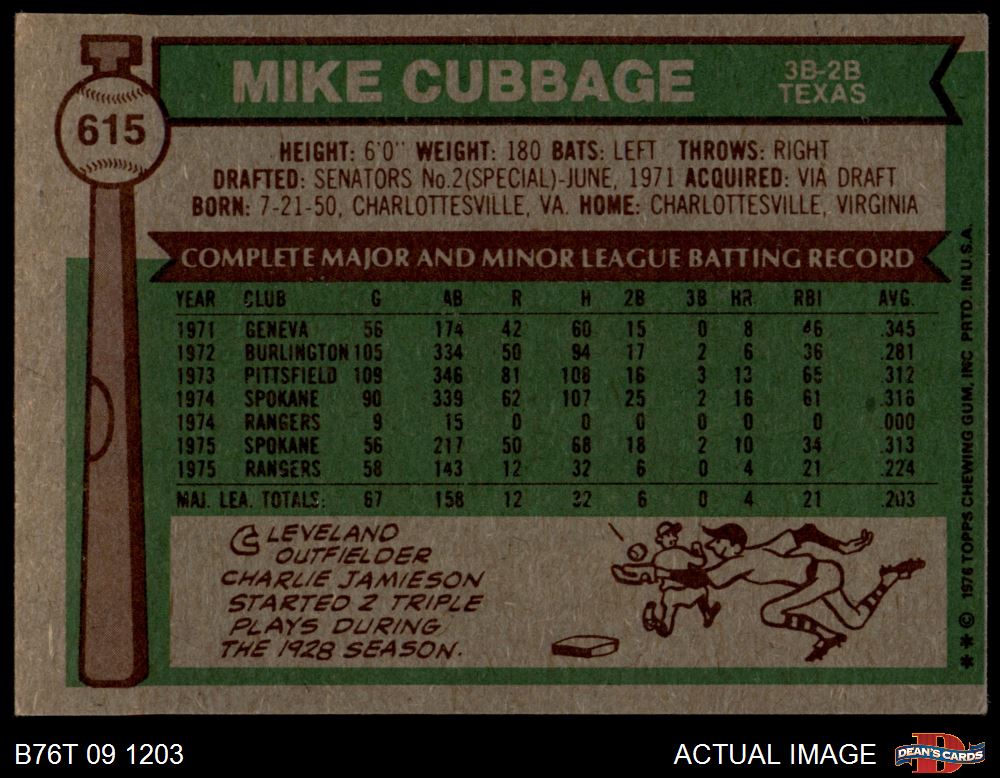 615
MIKE CUBBAGE
3B-2B
TEXAS
HEIGHT: 6'0" WEIGHT: 180 BATS: LEFT THROWS: RIGHT
DRAFTED: SENATORS No.2(SPECIAL)-JUNE, 1971 ACQUIRED: VIA DRAFT
BORN: 7-21-50, CHARLOTTESVILLE, VA. HOME: CHARLOTTESVILLE, VIRGINIA
COMPLETE MAJOR AND MINOR LEAGUE BATTING RECORD
YEAR CLUB G AB R H 2B 3B HR. RBI AVG.
1971 GENEVA 56 174 42 60 15 0 8 46 .345
1972 BURLINGTON 105 334 50 94 17 2 6 36 .281
1973 PITTSFIELD 109 346 81 108 16 3 13 65 .312
1974 SPOKANE 90 339 62 107 25 2 16 61 .316
1974 RANGERS 9 15 0 0 0 0 0 0 .000
1975 SPOKANE 56 217 50 68 18 2 10 34 .313
1975 RANGERS 58 143 12 32 6 0 4 21 .224
MAJ. LEA. TOTALS: 67 158 12 32 6 0 4 21 .203
CLEVELAND
OUTFIELDER
CHARLIE JAMIESON
STARTED 2 TRIPLE
PLAYS DURING
THE 1928 SEASON.
* * © 1976 TOPPS CHEWING GUM, INC PRTD. IN U.S.A.
B76T 09 1203
ACTUAL IMAGE
DEAN'S CARDS